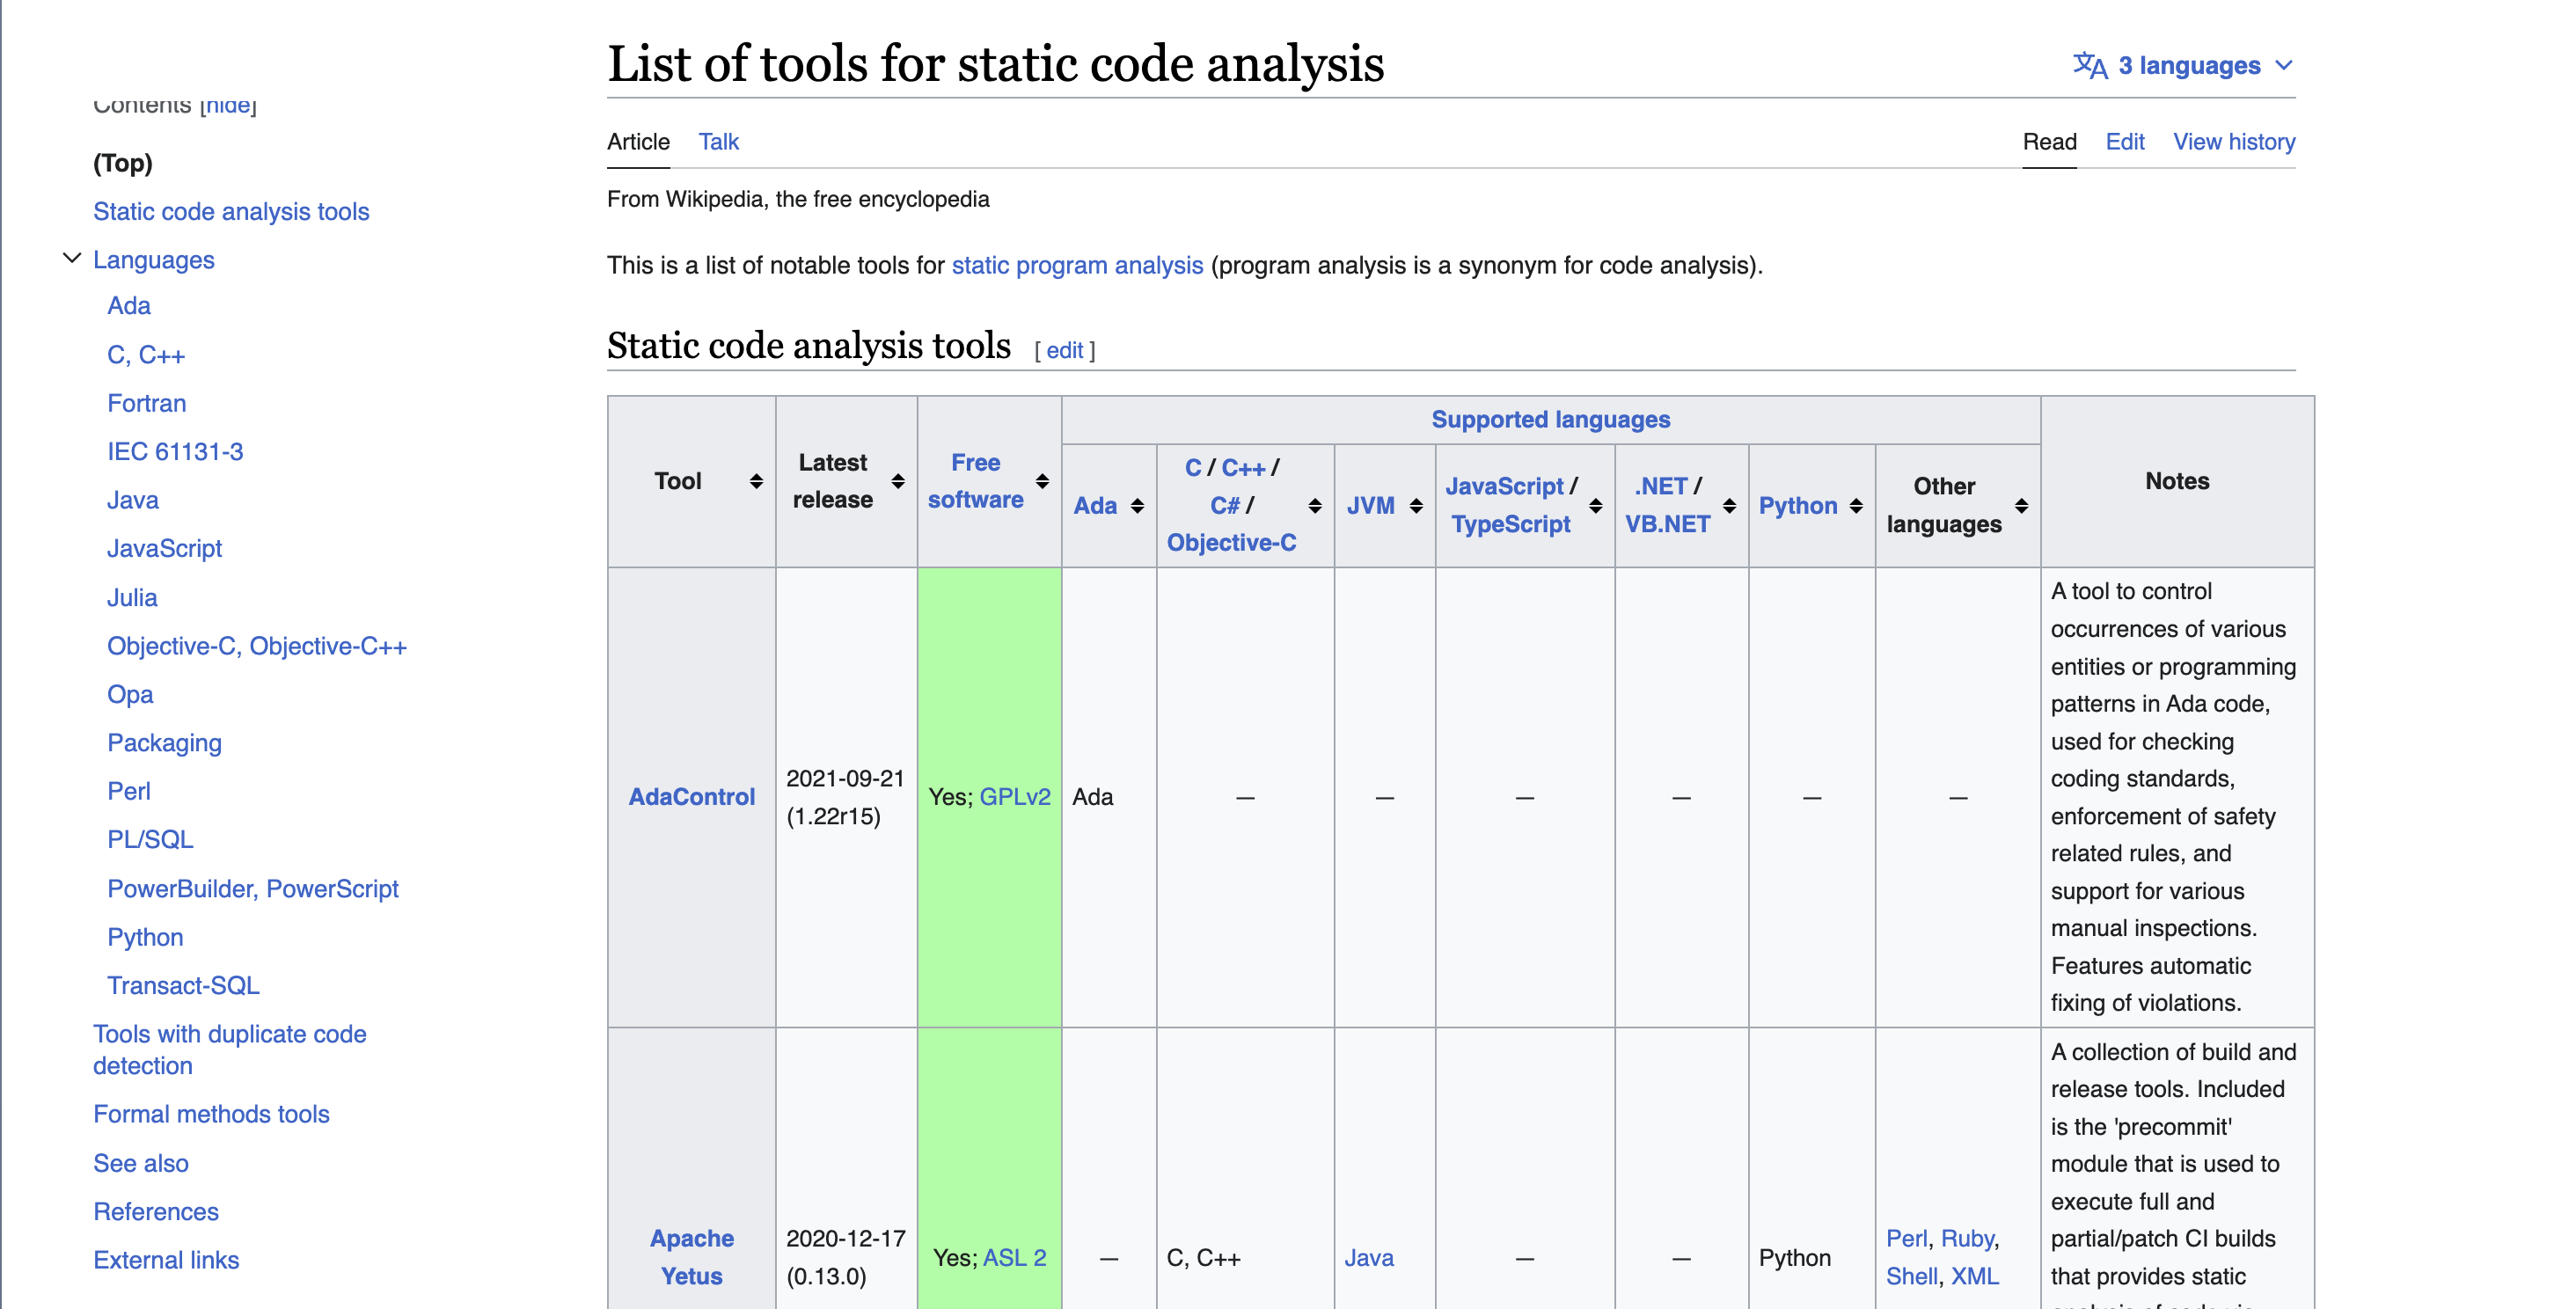 List of tools for static code analysis
3 languages
Contents [hide]
(Top)
Static code analysis tools
Languages
Ada
C, C++
Fortran
IEC 61131-3
Java
JavaScript
Julia
Objective-C, Objective-C++
Opa
Packaging
Perl
PL/SQL
PowerBuilder, PowerScript
Python
Transact-SQL
Tools with duplicate code
detection
Formal methods tools
See also
References
External links
Article Talk
Read Edit View history
From Wikipedia, the free encyclopedia
This is a list of notable tools for static program analysis (program analysis is a synonym for code analysis).
Static code analysis tools [ edit ]
Tool
Latest
release
Free
software
Supported languages
Ada
C / C++ /
C# /
Objective-C
JVM
JavaScript /
TypeScript
.NET /
VB.NET
Python
Other
languages
Notes
AdaControl
2021-09-21
(1.22r15)
Yes; GPLv2
Ada
—
—
—
—
—
—
A tool to control
occurrences of various
entities or programming
patterns in Ada code,
used for checking
coding standards,
enforcement of safety
related rules, and
support for various
manual inspections.
Features automatic
fixing of violations.
Apache
Yetus
2020-12-17
(0.13.0)
Yes; ASL 2
—
C, C++
Java
—
—
Python
Perl, Ruby,
Shell, XML
A collection of build and
release tools. Included
is the 'precommit'
module that is used to
execute full and
partial/patch CI builds
that provides static